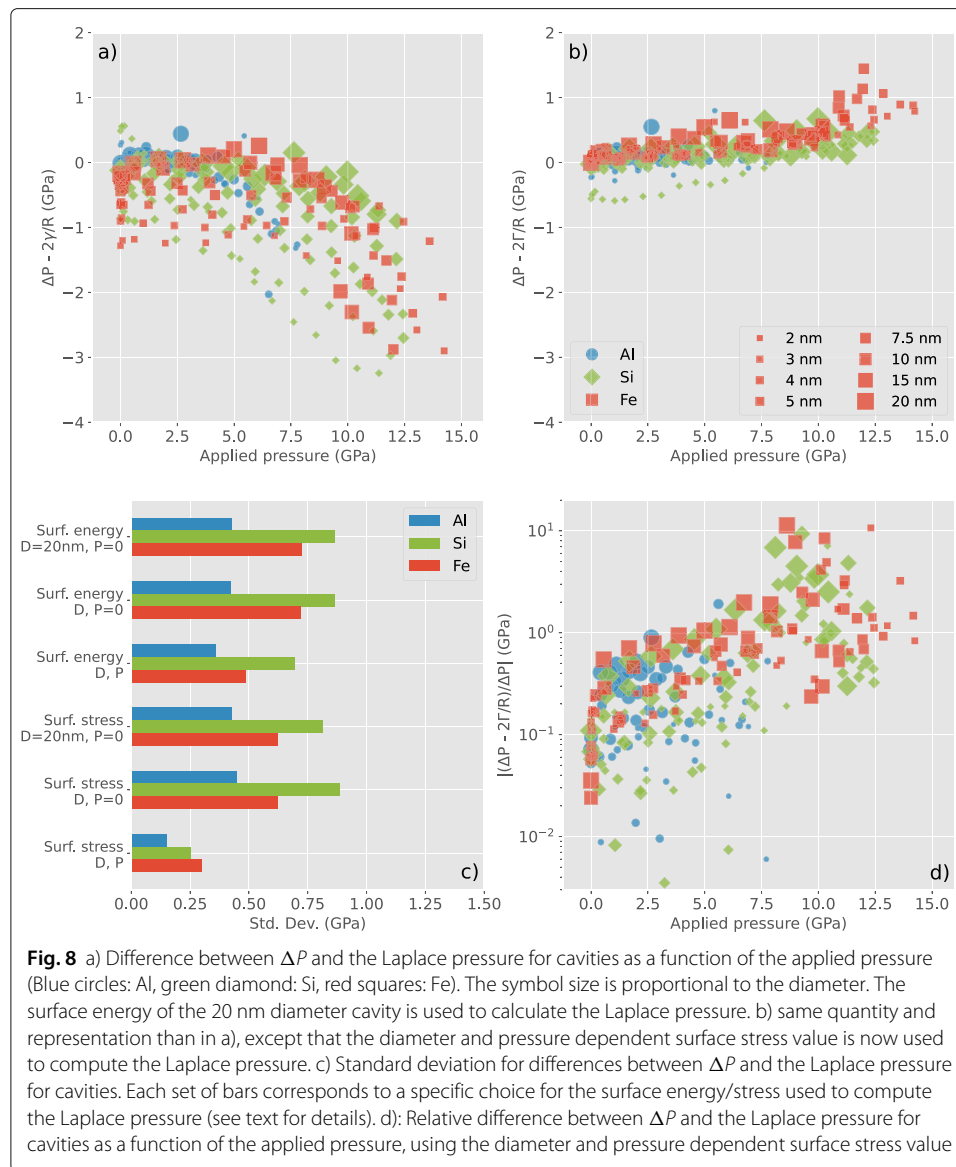 a)
2
1
0
−1
−2
−3
−4
ΔP - 2γ/R (GPa)
0.0 2.5 5.0 7.5 10.0 12.5 15.0
Applied pressure (GPa)
b)
2
1
0
−1
−2
−3
−4
ΔP - 2Γ/R (GPa)
Al
Si
Fe
2 nm 7.5 nm
3 nm 10 nm
4 nm 15 nm
5 nm 20 nm
0.0 2.5 5.0 7.5 10.0 12.5 15.0
Applied pressure (GPa)
Surf. energy
D=20nm, P=0
Surf. energy
D, P=0
Surf. energy
D, P
Surf. stress
D=20nm, P=0
Surf. stress
D, P=0
Surf. stress
D, P
Al
Si
Fe
c)
0.00 0.25 0.50 0.75 1.00 1.25 1.50
Std. Dev. (GPa)
10¹
10⁰
10⁻¹
10⁻²
|(ΔP - 2Γ/R)/ΔP| (GPa)
d)
0.0 2.5 5.0 7.5 10.0 12.5 15.0
Applied pressure (GPa)
Fig. 8 a) Difference between ΔP and the Laplace pressure for cavities as a function of the applied pressure
(Blue circles: Al, green diamond: Si, red squares: Fe). The symbol size is proportional to the diameter. The
surface energy of the 20 nm diameter cavity is used to calculate the Laplace pressure. b) same quantity and
representation than in a), except that the diameter and pressure dependent surface stress value is now used
to compute the Laplace pressure. c) Standard deviation for differences between ΔP and the Laplace pressure
for cavities. Each set of bars corresponds to a specific choice for the surface energy/stress used to compute
the Laplace pressure (see text for details). d): Relative difference between ΔP and the Laplace pressure for
cavities as a function of the applied pressure, using the diameter and pressure dependent surface stress value